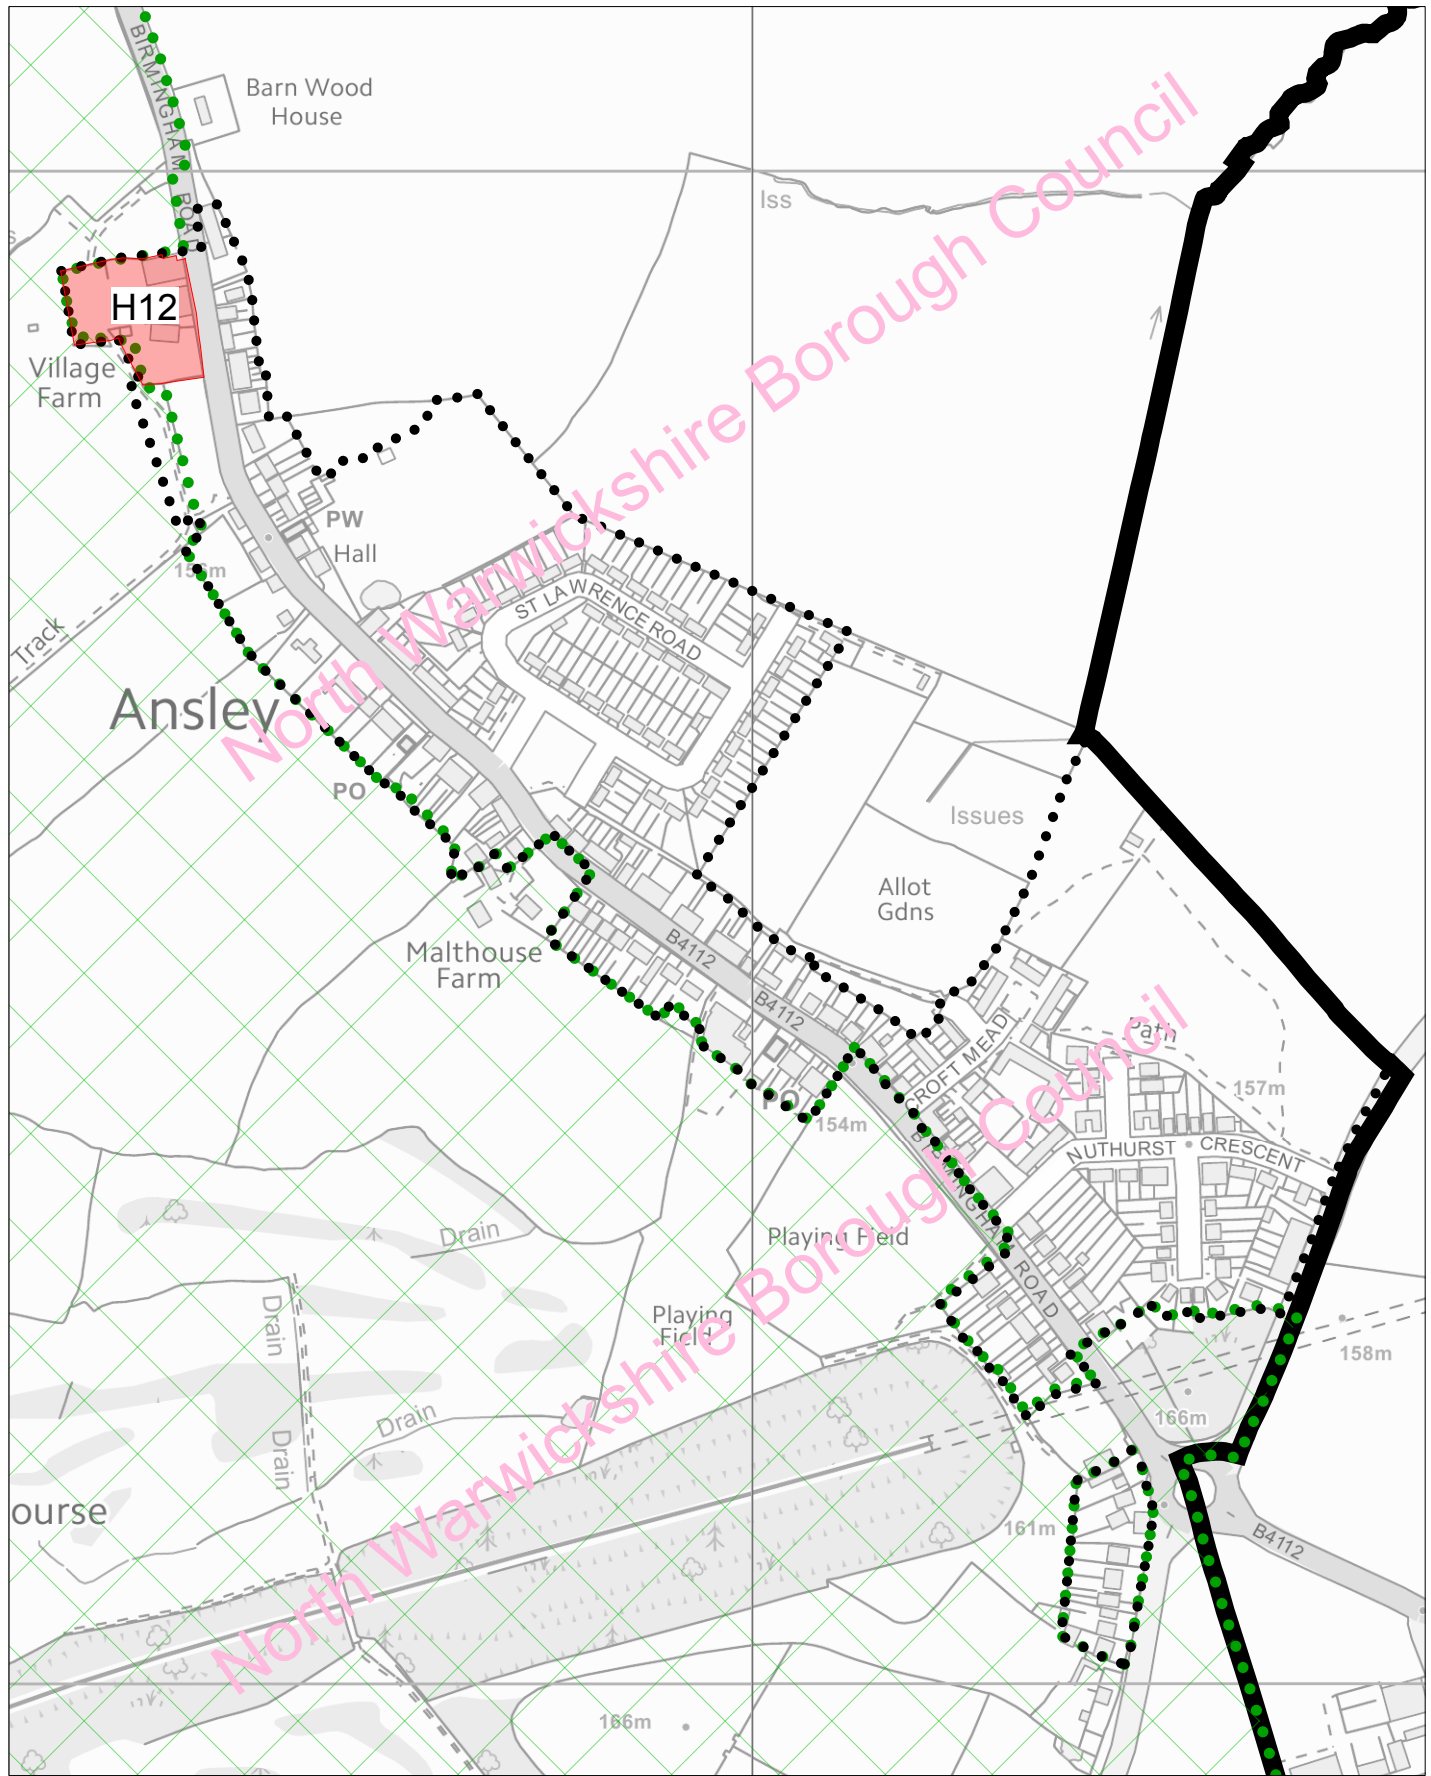 BIRMINGHAM ROAD
Barn Wood
House
Iss
North Warwickshire Borough Council
H12
Village
Farm
PW
Hall
156m
Track
ST LAWRENCE ROAD
Ansley
PO
Issues
Allot
Gdns
Malthouse
Farm
B4112
B4112
CROFT MEAD
Path
157m
PO
154m
NUTHURST CRESCENT
BIRMINGHAM ROAD
North Warwickshire Borough Council
Playing Field
Drain
Drain
Playing
Field
158m
Drain
166m
Drain
ourse
161m
B4112
166m